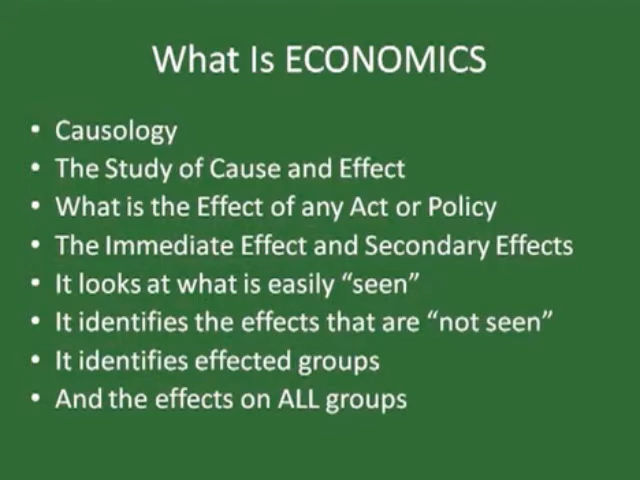 What Is ECONOMICS
• Causology
• The Study of Cause and Effect
• What is the Effect of any Act or Policy
• The Immediate Effect and Secondary Effects
• It looks at what is easily “seen”
• It identifies the effects that are “not seen”
• It identifies effected groups
• And the effects on ALL groups